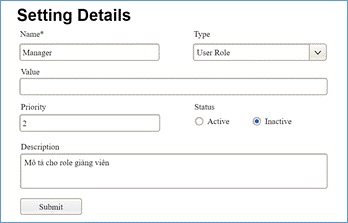 Setting Details
Name* Type
Manager User Role
Value
Priority Status
2 Active Inactive
Description
Mô tả cho role giảng viên
Submit